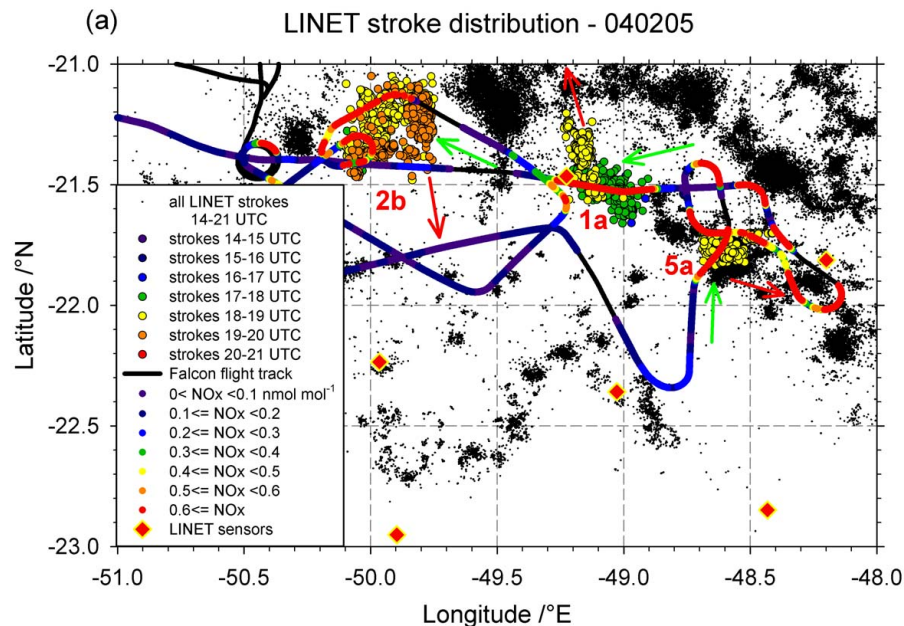 (a) LINET stroke distribution - 040205
Latitude /°N
-21.0
-21.5
-22.0
-22.5
-23.0
2b
1a
5a
all LINET strokes
14-21 UTC
strokes 14-15 UTC
strokes 15-16 UTC
strokes 16-17 UTC
strokes 17-18 UTC
strokes 18-19 UTC
strokes 19-20 UTC
strokes 20-21 UTC
Falcon flight track
0< NOx <0.1 nmol mol⁻¹
0.1<= NOx <0.2
0.2<= NOx <0.3
0.3<= NOx <0.4
0.4<= NOx <0.5
0.5<= NOx <0.6
0.6<= NOx
LINET sensors
-51.0 -50.5 -50.0 -49.5 -49.0 -48.5 -48.0
Longitude /°E